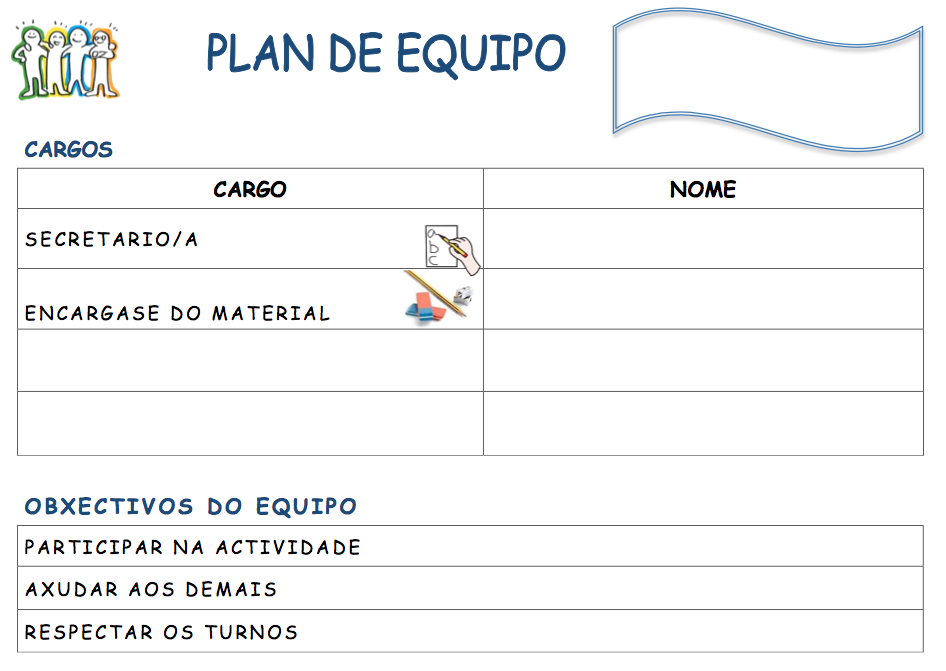 PLAN DE EQUIPO
CARGOS
CARGO NOME
SECRETARIO/A
abc
ENCARGASE DO MATERIAL
OBXECTIVOS DO EQUIPO
PARTICIPAR NA ACTIVIDADE
AXUDAR AOS DEMAIS
RESPECTAR OS TURNOS